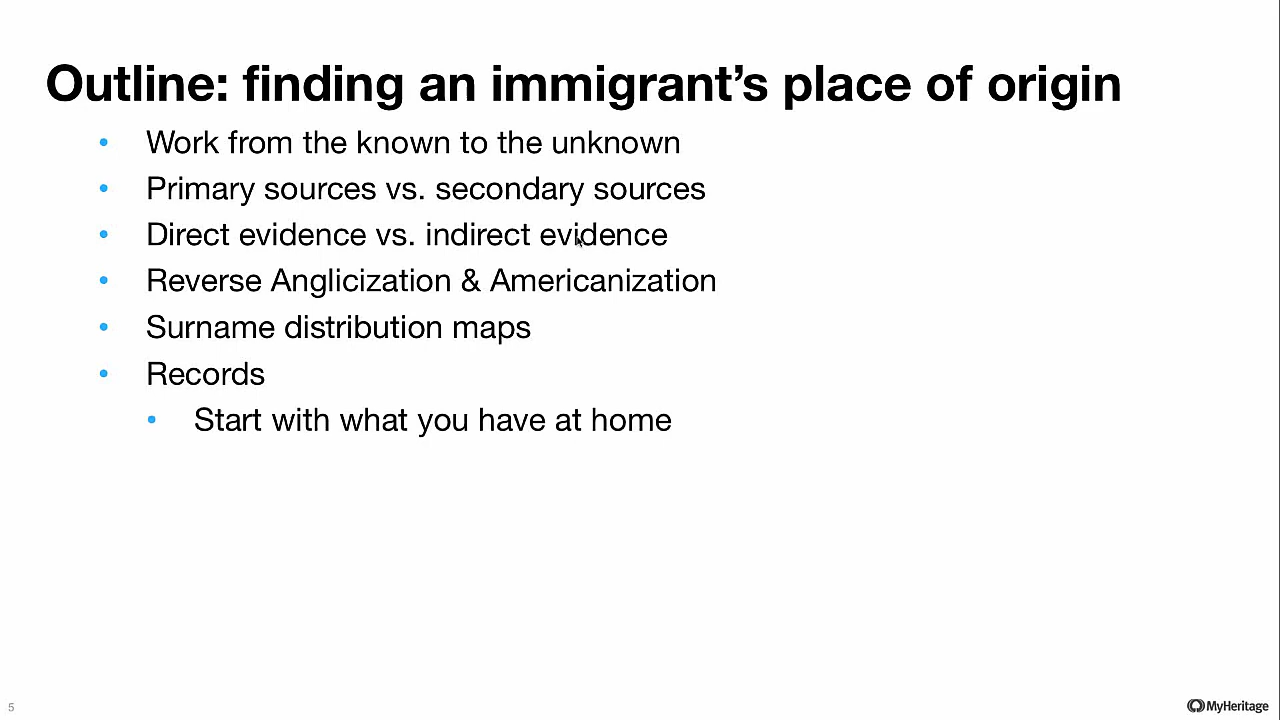 Outline: finding an immigrant’s place of origin
• Work from the known to the unknown
• Primary sources vs. secondary sources
• Direct evidence vs. indirect evidence
• Reverse Anglicization & Americanization
• Surname distribution maps
• Records
• Start with what you have at home
5
MyHeritage